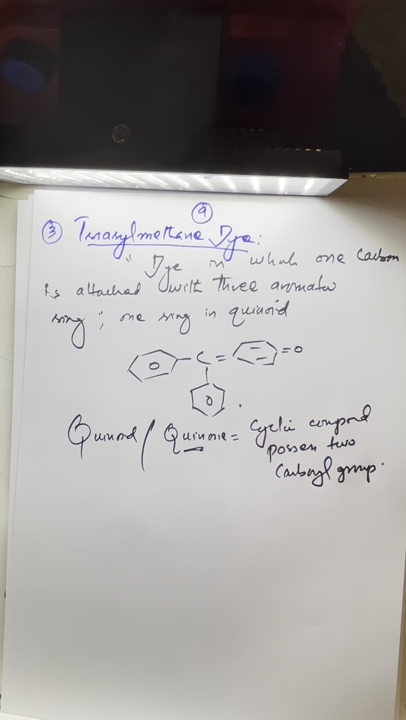 9
③ Triarylmethane Dye:
" Dye in which one Carbon
is attached with three aromatic
ring ; one ring in quinoid
C = =O
Quinoid / Quinone = Cyclic compond
possess two
Carbonyl group.